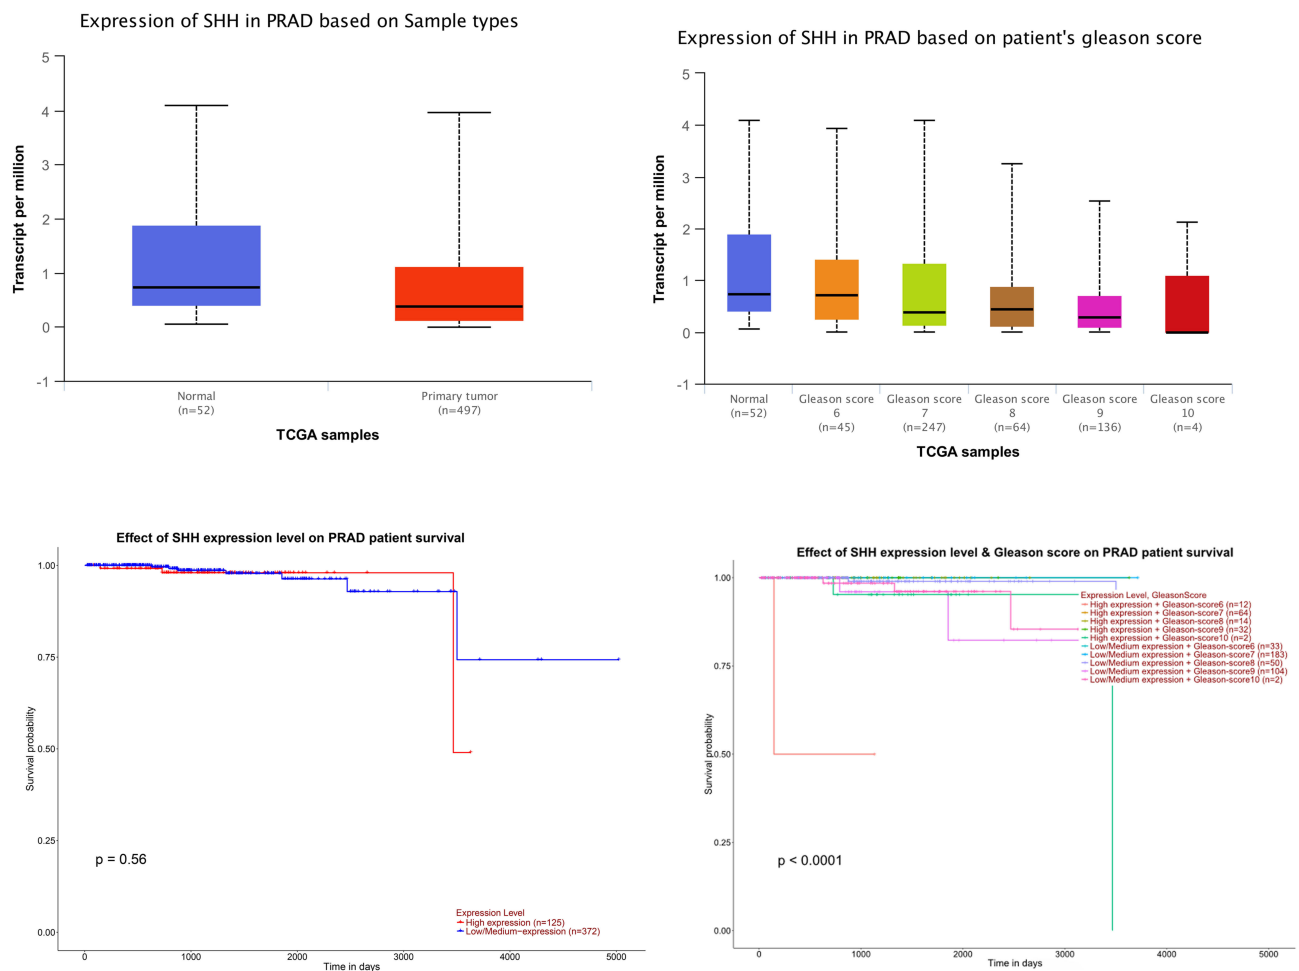 Expression of SHH in PRAD based on Sample types
5
4
3
2
1
0
-1
Transcript per million
Normal
(n=52)
Primary tumor
(n=497)
TCGA samples
Expression of SHH in PRAD based on patient's gleason score
5
4
3
2
1
0
-1
Transcript per million
Normal
(n=52)
Gleason score
6
(n=45)
Gleason score
7
(n=247)
Gleason score
8
(n=64)
Gleason score
9
(n=136)
Gleason score
10
(n=4)
TCGA samples
Effect of SHH expression level on PRAD patient survival
1.00
0.75
0.50
0.25
0.00
Survival probability
p = 0.56
Expression Level
High expression (n=125)
Low/Medium-expression (n=372)
0 1000 2000 3000 4000 5000
Time in days
Effect of SHH expression level & Gleason score on PRAD patient survival
1.00
0.75
0.50
0.25
0.00
Survival probability
p < 0.0001
Expression Level, GleasonScore
High expression + Gleason-score6 (n=12)
High expression + Gleason-score7 (n=64)
High expression + Gleason-score8 (n=14)
High expression + Gleason-score9 (n=32)
High expression + Gleason-score10 (n=2)
Low/Medium expression + Gleason-score6 (n=33)
Low/Medium expression + Gleason-score7 (n=183)
Low/Medium expression + Gleason-score8 (n=50)
Low/Medium expression + Gleason-score9 (n=104)
Low/Medium expression + Gleason-score10 (n=2)
0 1000 2000 3000 4000 5000
Time in days